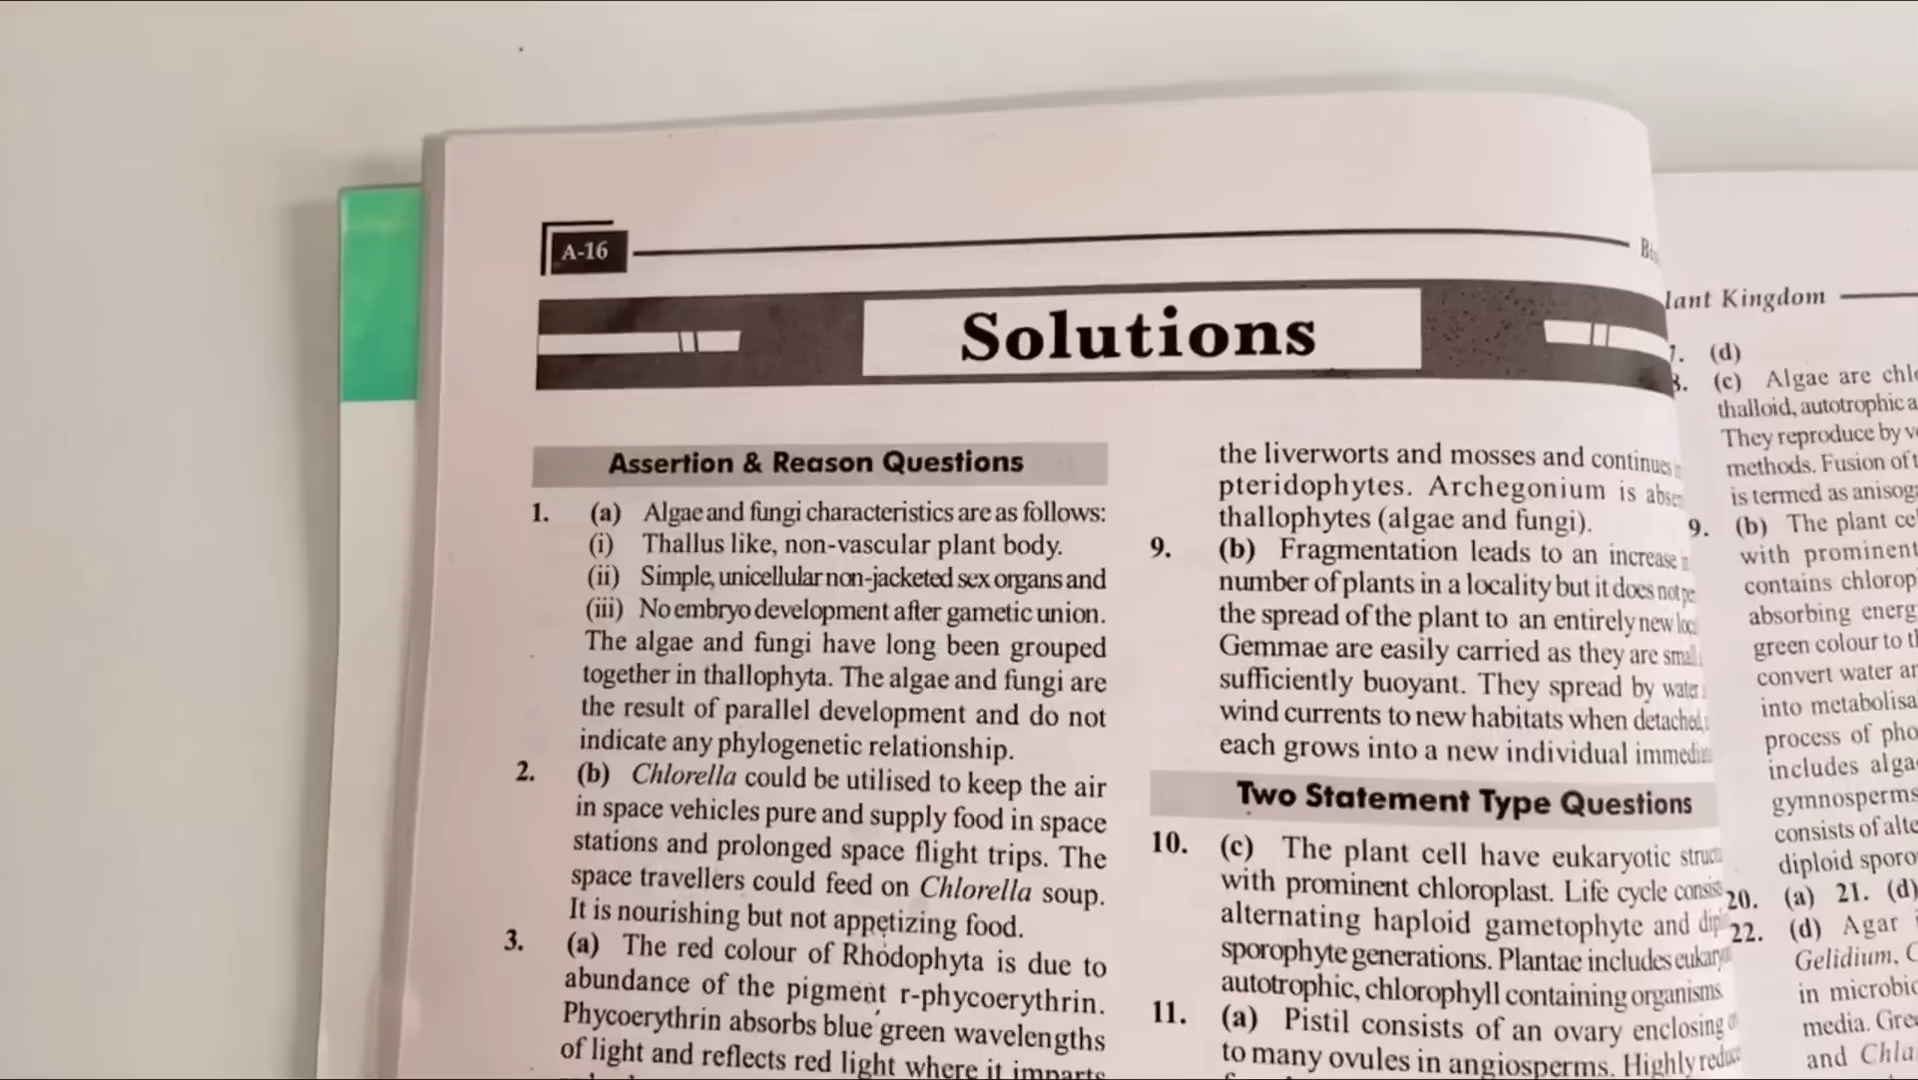 A-16
Solutions
Assertion & Reason Questions
1. (a) Algae and fungi characteristics are as follows:
(i) Thallus like, non-vascular plant body.
(ii) Simple, unicellular non-jacketed sex organs and
(iii) No embryo development after gametic union.
The algae and fungi have long been grouped
together in thallophyta. The algae and fungi are
the result of parallel development and do not
indicate any phylogenetic relationship.
2. (b) Chlorella could be utilised to keep the air
in space vehicles pure and supply food in space
stations and prolonged space flight trips. The
space travellers could feed on Chlorella soup.
It is nourishing but not appetizing food.
3. (a) The red colour of Rhodophyta is due to
abundance of the pigment r-phycoerythrin.
Phycoerythrin absorbs blue green wavelengths
of light and reflects red light where it imparts
the liverworts and mosses and continues
pteridophytes. Archegonium is
thallophytes (algae and fungi).
9. (b) Fragmentation leads to an increase
number of plants in a locality but it does not
the spread of the plant to an entirely new
Gemmae are easily carried as they are
sufficiently buoyant. They spread by water
wind currents to new habitats when detached,
each grows into a new individual
Two Statement Type Questions
10. (c) The plant cell have eukaryotic
with prominent chloroplast. Life cycle
alternating haploid gametophyte and
sporophyte generations. Plantae includes
autotrophic, chlorophyll containing organisms
11. (a) Pistil consists of an ovary enclosing
to many ovules in angiosperms. Highly
Kingdom
(d)
(c) Algae are
thalloid, autotrophic
They reproduce by
methods. Fusion of
is termed as
9. (b) The plant
with prominent
contains
absorbing
green colour to
convert water
into
process of
includes
gymnosperms
consists of
diploid
20. (a) 21. (d)
22. (d) Agar
Gelidium,
in
media.
and